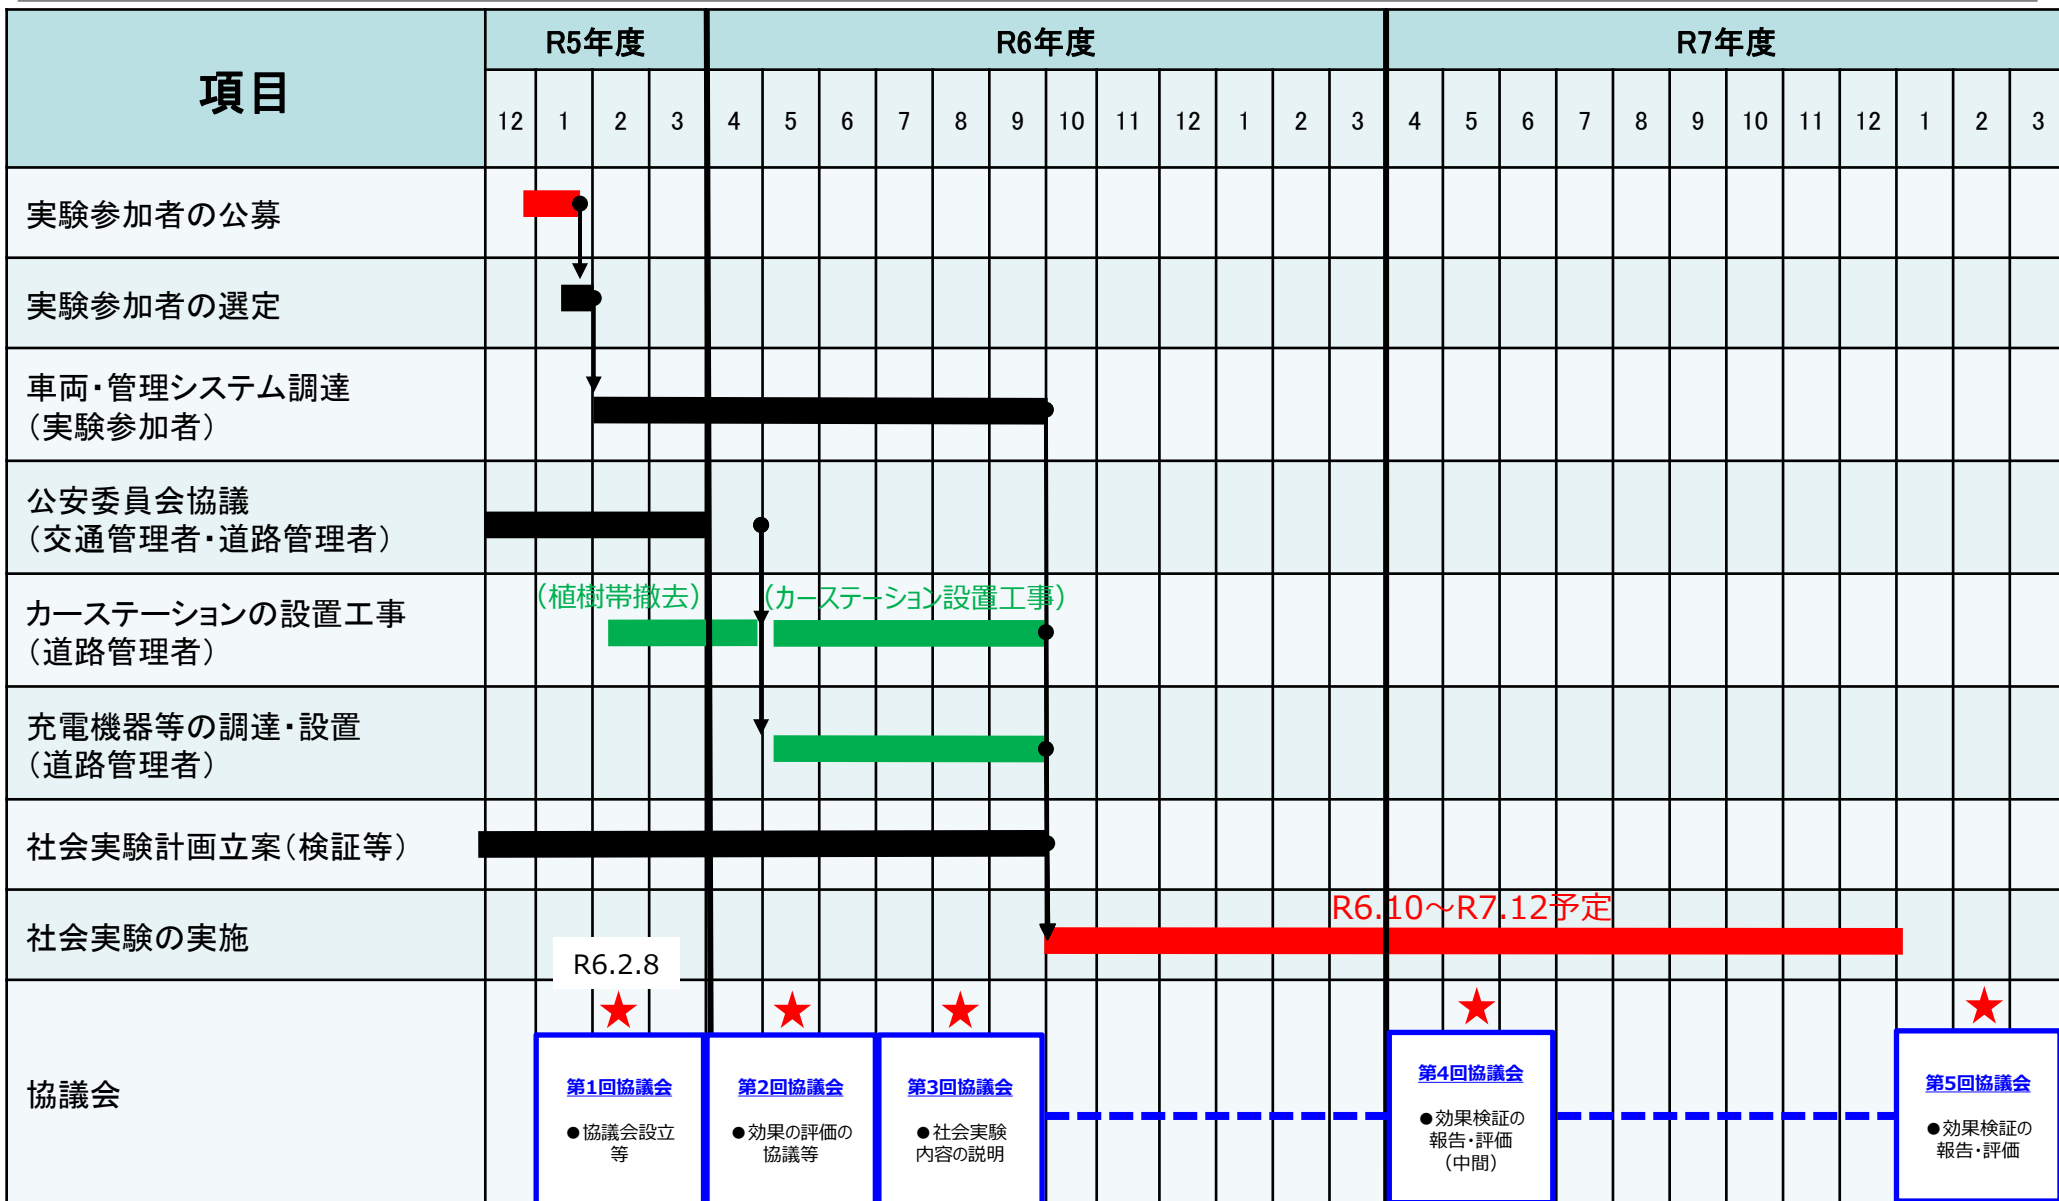 項目
R5年度
R6年度
R7年度
12 1 2 3 4 5 6 7 8 9 10 11 12 1 2 3 4 5 6 7 8 9 10 11 12 1 2 3
実験参加者の公募
実験参加者の選定
車両・管理システム調達
（実験参加者）
公安委員会協議
（交通管理者・道路管理者）
カーステーションの設置工事
（道路管理者）
（植樹帯撤去）
（カーステーション設置工事）
充電機器等の調達・設置
（道路管理者）
社会実験計画立案（検証等）
社会実験の実施
R6.10～R7.12予定
R6.2.8
★ ★ ★ ★ ★
協議会
第1回協議会
●協議会設立
等
第2回協議会
●効果の評価の
協議等
第3回協議会
●社会実験
内容の説明
第4回協議会
●効果検証の
報告・評価
（中間）
第5回協議会
●効果検証の
報告・評価